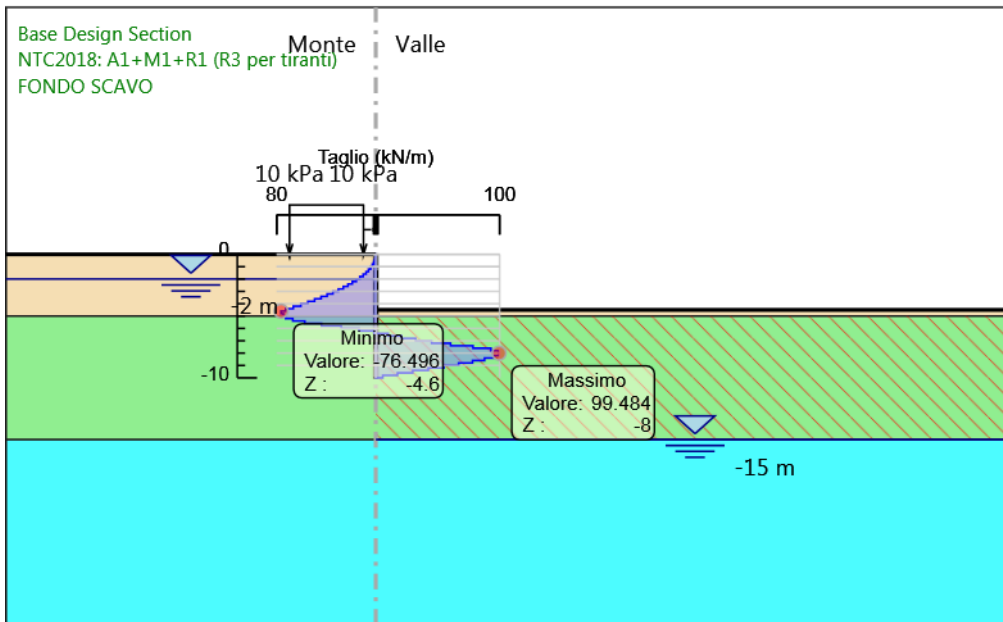 Base Design Section
NTC2018: A1+M1+R1 (R3 per tiranti)
FONDO SCAVO
Monte
Valle
Taglio (kN/m)
10 kPa 10 kPa
80
100
0
-2 m
-10
Minimo
Valore: -76.496
Z : -4.6
Massimo
Valore: 99.484
Z : -8
-15 m